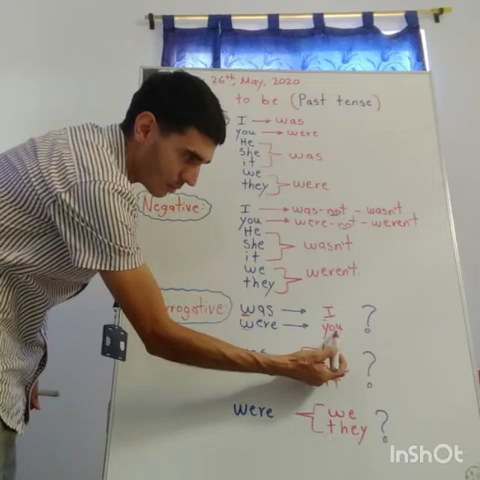 26th, May, 2020
to be (Past tense)
I → was
you → were
He
she
it
was
we
they
were
Negative:
I → was - not - wasn't
you → were - not - weren't
He
She
it
wasn't
we
they
weren't.
was → I
were → you
?
it
?
were
we
they
?
InShOt